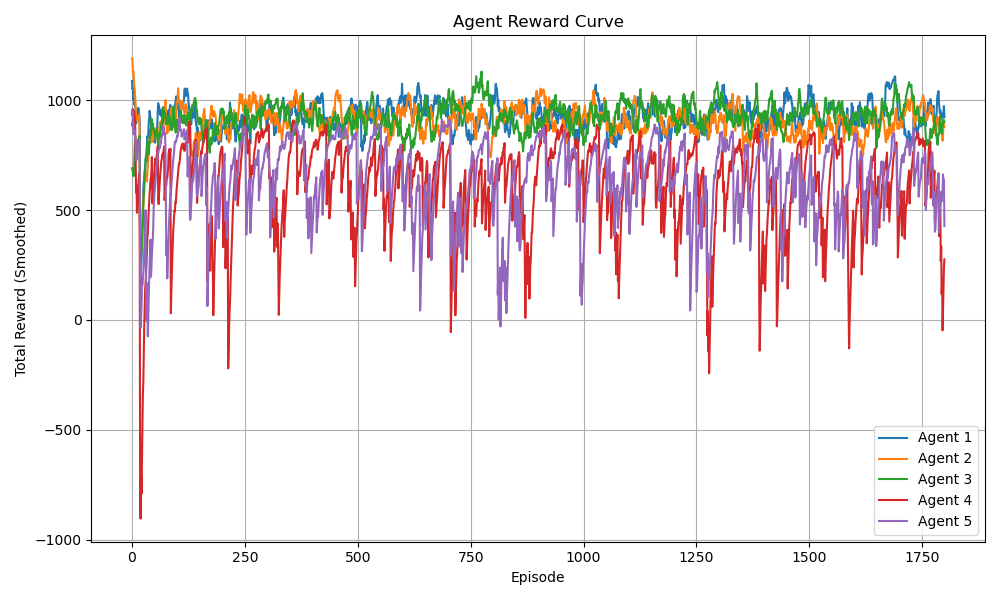 Agent Reward Curve
Total Reward (Smoothed)
1000
500
0
−500
−1000
0 250 500 750 1000 1250 1500 1750
Episode
Agent 1
Agent 2
Agent 3
Agent 4
Agent 5